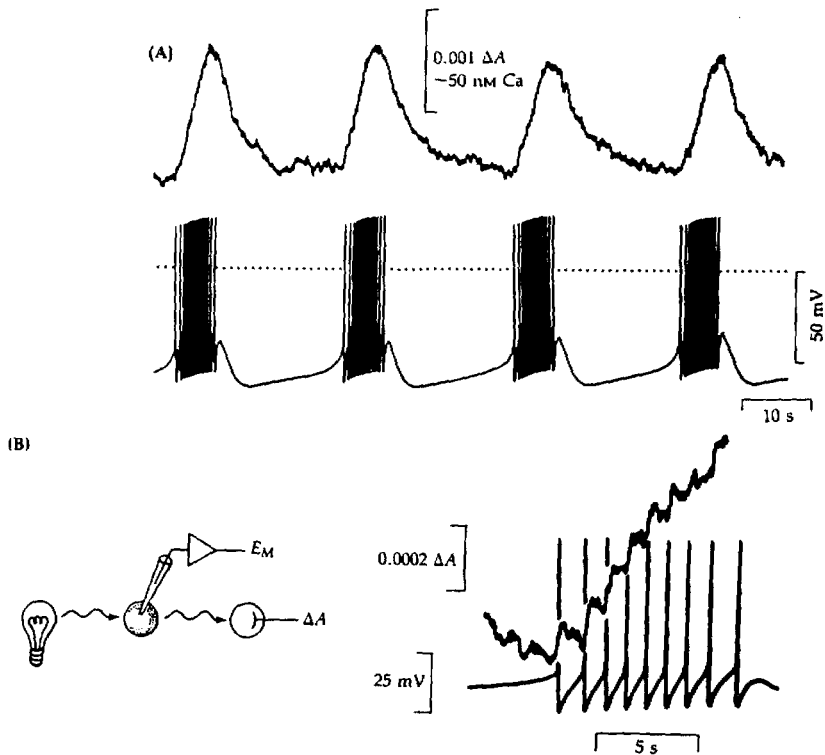 (A)
0.001 ΔA
~50 nM Ca
50 mV
10 s
(B)
E_M
ΔA
0.0002 ΔA
25 mV
5 s